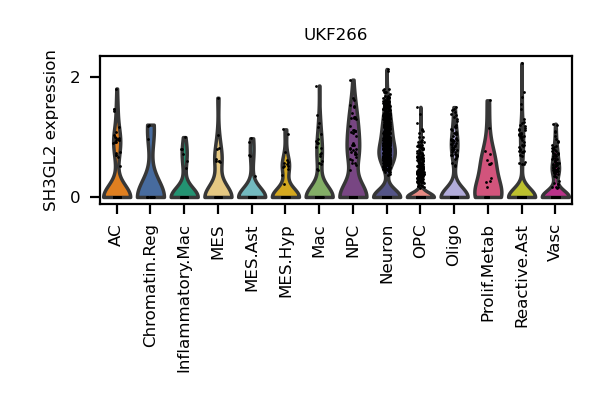 UKF266
SH3GL2 expression
2
0
AC
Chromatin.Reg
Inflammatory.Mac
MES
MES.Ast
MES.Hyp
Mac
NPC
Neuron
OPC
Oligo
Prolif.Metab
Reactive.Ast
Vasc